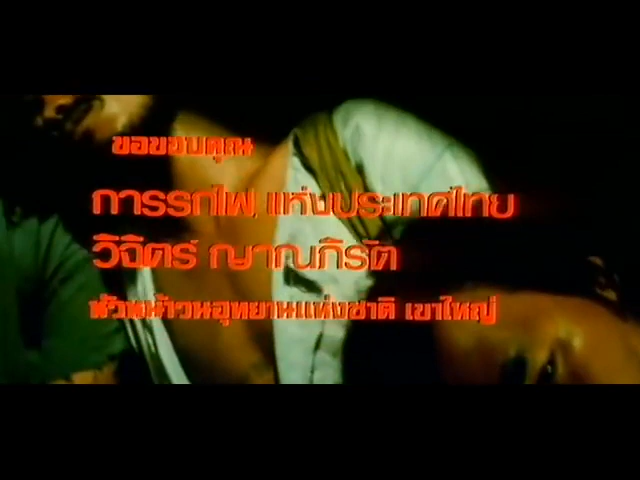 ขอขอบคุณ
การรถไฟ แห่งประเทศไทย
วิจิตร์ ญาณภิรัต
หัวหน้าวนอุทยานแห่งชาติ เขาใหญ่